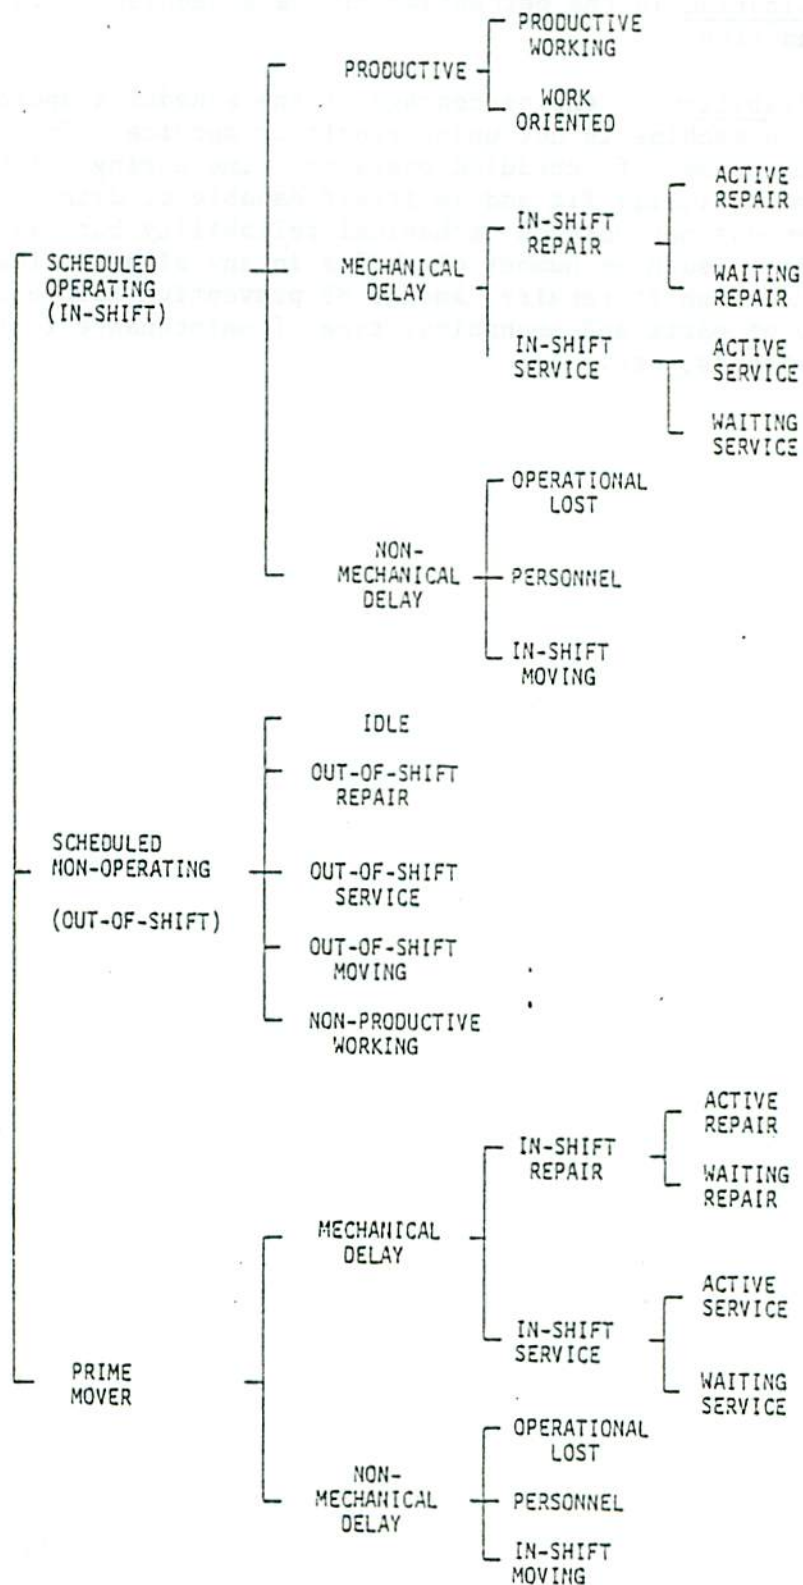 PRODUCTIVE
WORKING
PRODUCTIVE
WORK
ORIENTED
ACTIVE
REPAIR
IN-SHIFT
REPAIR
WAITING
REPAIR
SCHEDULED
OPERATING
(IN-SHIFT)
MECHANICAL
DELAY
IN-SHIFT
SERVICE
ACTIVE
SERVICE
WAITING
SERVICE
OPERATIONAL
LOST
NON-
MECHANICAL
DELAY
PERSONNEL
IN-SHIFT
MOVING
IDLE
OUT-OF-SHIFT
REPAIR
SCHEDULED
NON-OPERATING
(OUT-OF-SHIFT)
OUT-OF-SHIFT
SERVICE
OUT-OF-SHIFT
MOVING
NON-PRODUCTIVE
WORKING
ACTIVE
REPAIR
IN-SHIFT
REPAIR
WAITING
REPAIR
MECHANICAL
DELAY
ACTIVE
SERVICE
IN-SHIFT
SERVICE
WAITING
SERVICE
PRIME
MOVER
OPERATIONAL
LOST
NON-
MECHANICAL
DELAY
PERSONNEL
IN-SHIFT
MOVING